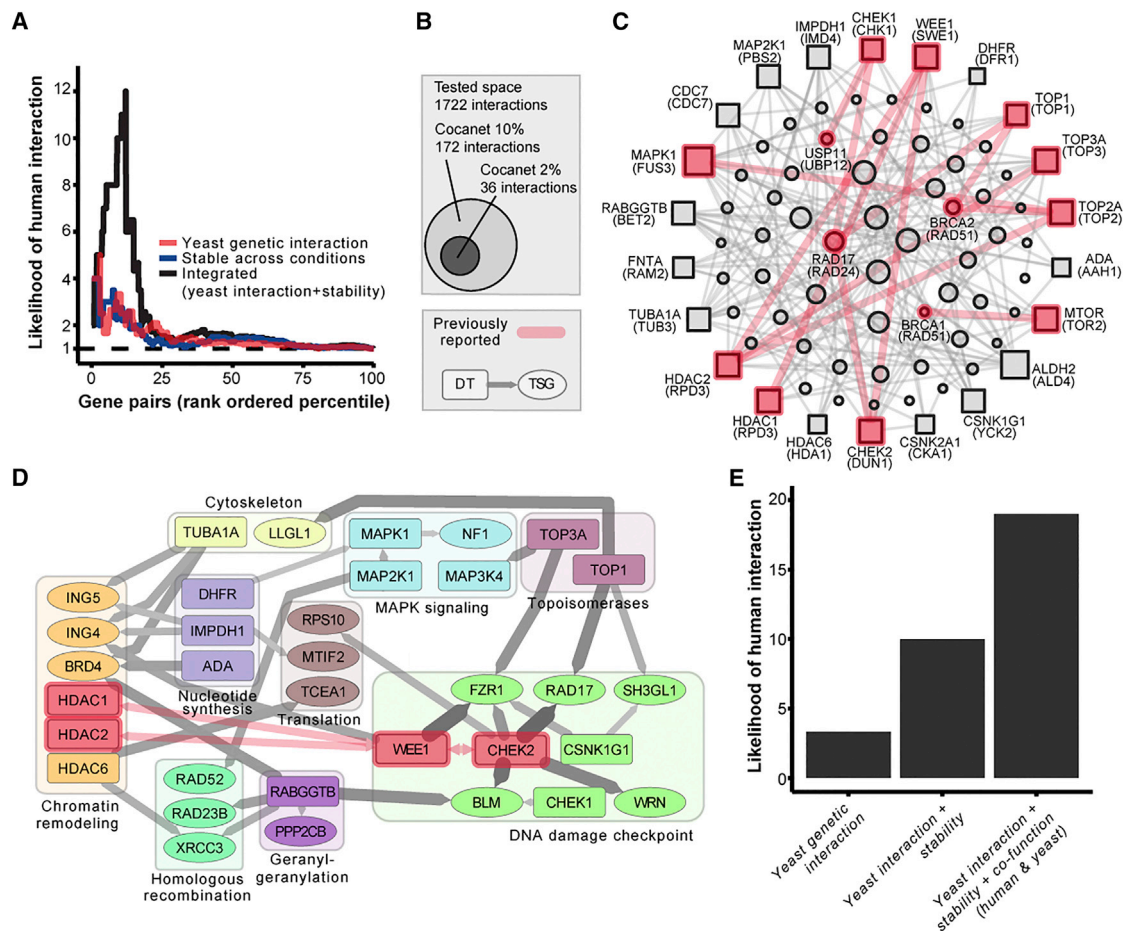 A
Likelihood of human interaction
12
10
8
6
4
2
1
0
25
50
75
100
Gene pairs (rank ordered percentile)
Yeast genetic interaction
Stable across conditions
Integrated
(yeast interaction+stability)
B
Tested space
1722 interactions
Cocanet 10%
172 interactions
Cocanet 2%
36 interactions
Previously
reported
DT
TSG
C
IMPDH1
(IMD4)
CHEK1
(CHK1)
WEE1
(SWE1)
MAP2K1
(PBS2)
DHFR
(DFR1)
CDC7
(CDC7)
TOP1
(TOP1)
MAPK1
(FUS3)
USP11
(UBP12)
TOP3A
(TOP3)
RABGGTB
(BET2)
BRCA2
(RAD51)
TOP2A
(TOP2)
FNTA
(RAM2)
RAD17
(RAD24)
ADA
(AAH1)
TUBA1A
(TUB3)
BRCA1
(RAD51)
MTOR
(TOR2)
HDAC2
(RPD3)
ALDH2
(ALD4)
HDAC1
(RPD3)
HDAC6
(HDA1)
CHEK2
(DUN1)
CSNK2A1
(CKA1)
CSNK1G1
(YCK2)
D
Cytoskeleton
TUBA1A
LLGL1
MAPK1
NF1
MAP2K1
MAP3K4
MAPK signaling
TOP3A
TOP1
Topoisomerases
ING5
ING4
BRD4
HDAC1
HDAC2
HDAC6
Chromatin
remodeling
DHFR
IMPDH1
ADA
Nucleotide
synthesis
RPS10
MTIF2
TCEA1
Translation
FZR1
RAD17
SH3GL1
WEE1
CHEK2
CSNK1G1
BLM
CHEK1
WRN
DNA damage checkpoint
RAD52
RAD23B
XRCC3
Homologous
recombination
RABGGTB
PPP2CB
Geranyl-
geranylation
E
Likelihood of human interaction
20
15
10
5
0
Yeast genetic
interaction
Yeast interaction +
stability
Yeast interaction +
stability + co-function
(human & yeast)